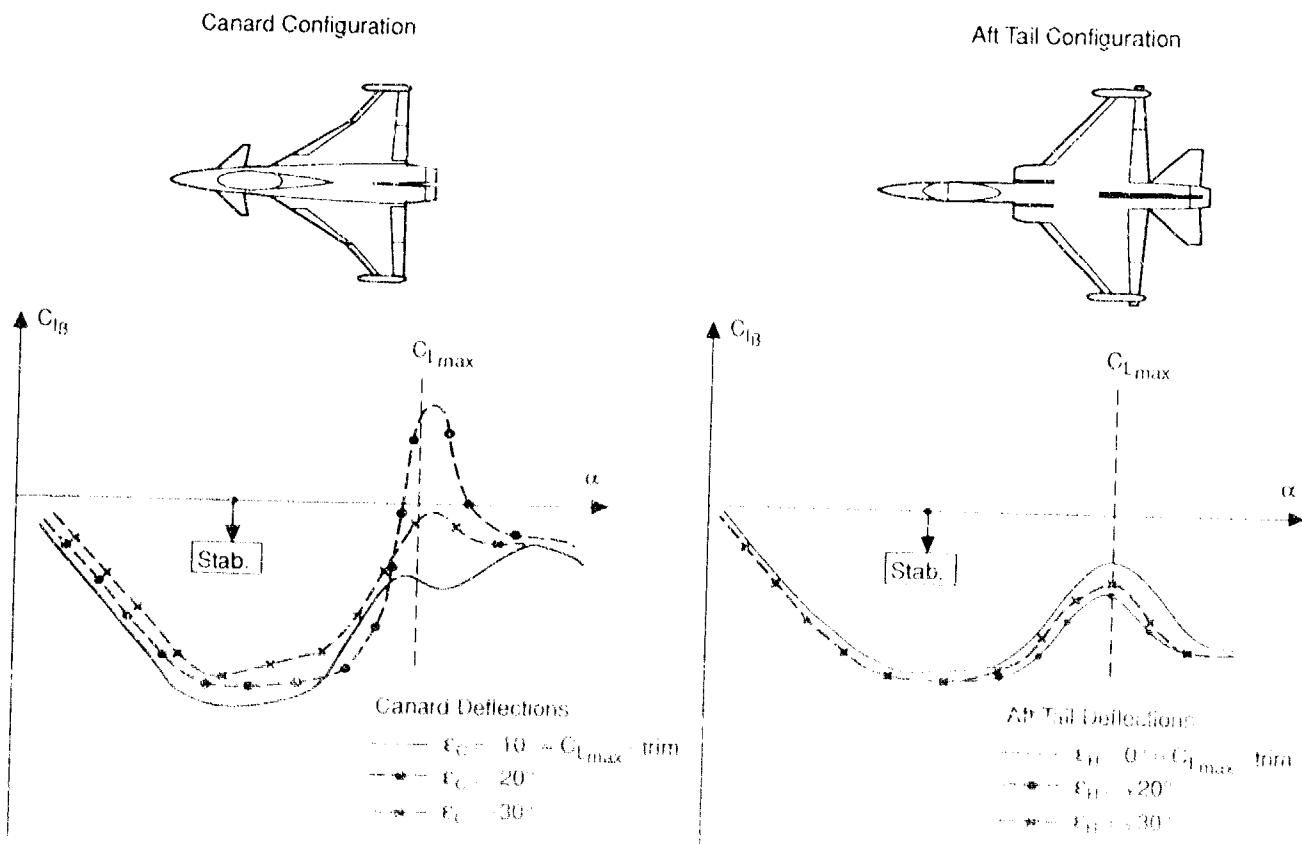 Canard Configuration
Aft Tail Configuration
C_lβ
C_Lmax
α
Stab.
Canard Deflections
ε_C = 10 = C_Lmax - trim
ε_C = 20°
ε_C = -30°
C_lβ
C_Lmax
α
Stab.
Aft Tail Deflections
ε_H = 0° = C_Lmax trim
ε_H = +20°
ε_H = +30°